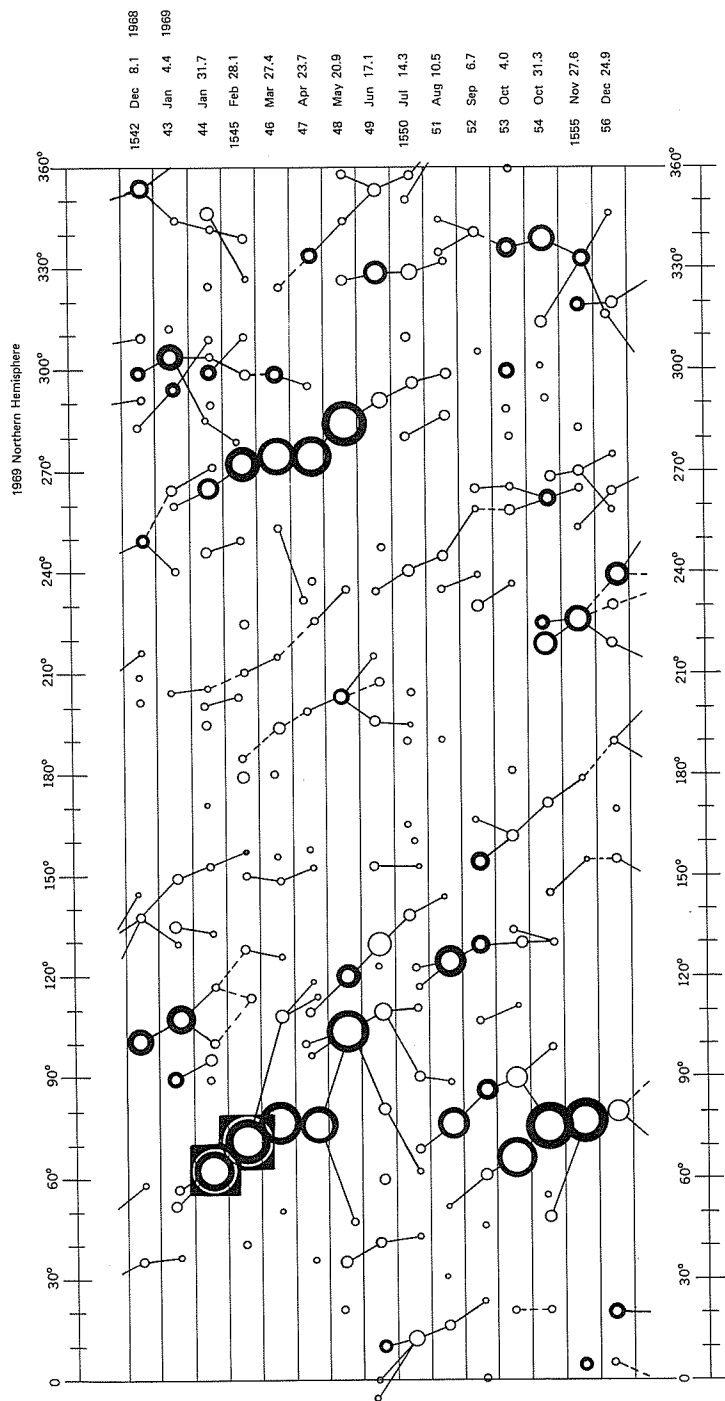 1969 Northern Hemisphere
1542 Dec 8.1 1968
43 Jan 4.4 1969
44 Jan 31.7
1545 Feb 28.1
46 Mar 27.4
47 Apr 23.7
48 May 20.9
49 Jun 17.1
1550 Jul 14.3
51 Aug 10.5
52 Sep 6.7
53 Oct 4.0
54 Oct 31.3
1555 Nov 27.6
56 Dec 24.9
0 30° 60° 90° 120° 150° 180° 210° 240° 270° 300° 330° 360°
0 30° 60° 90° 120° 150° 180° 210° 240° 270° 300° 330° 360°